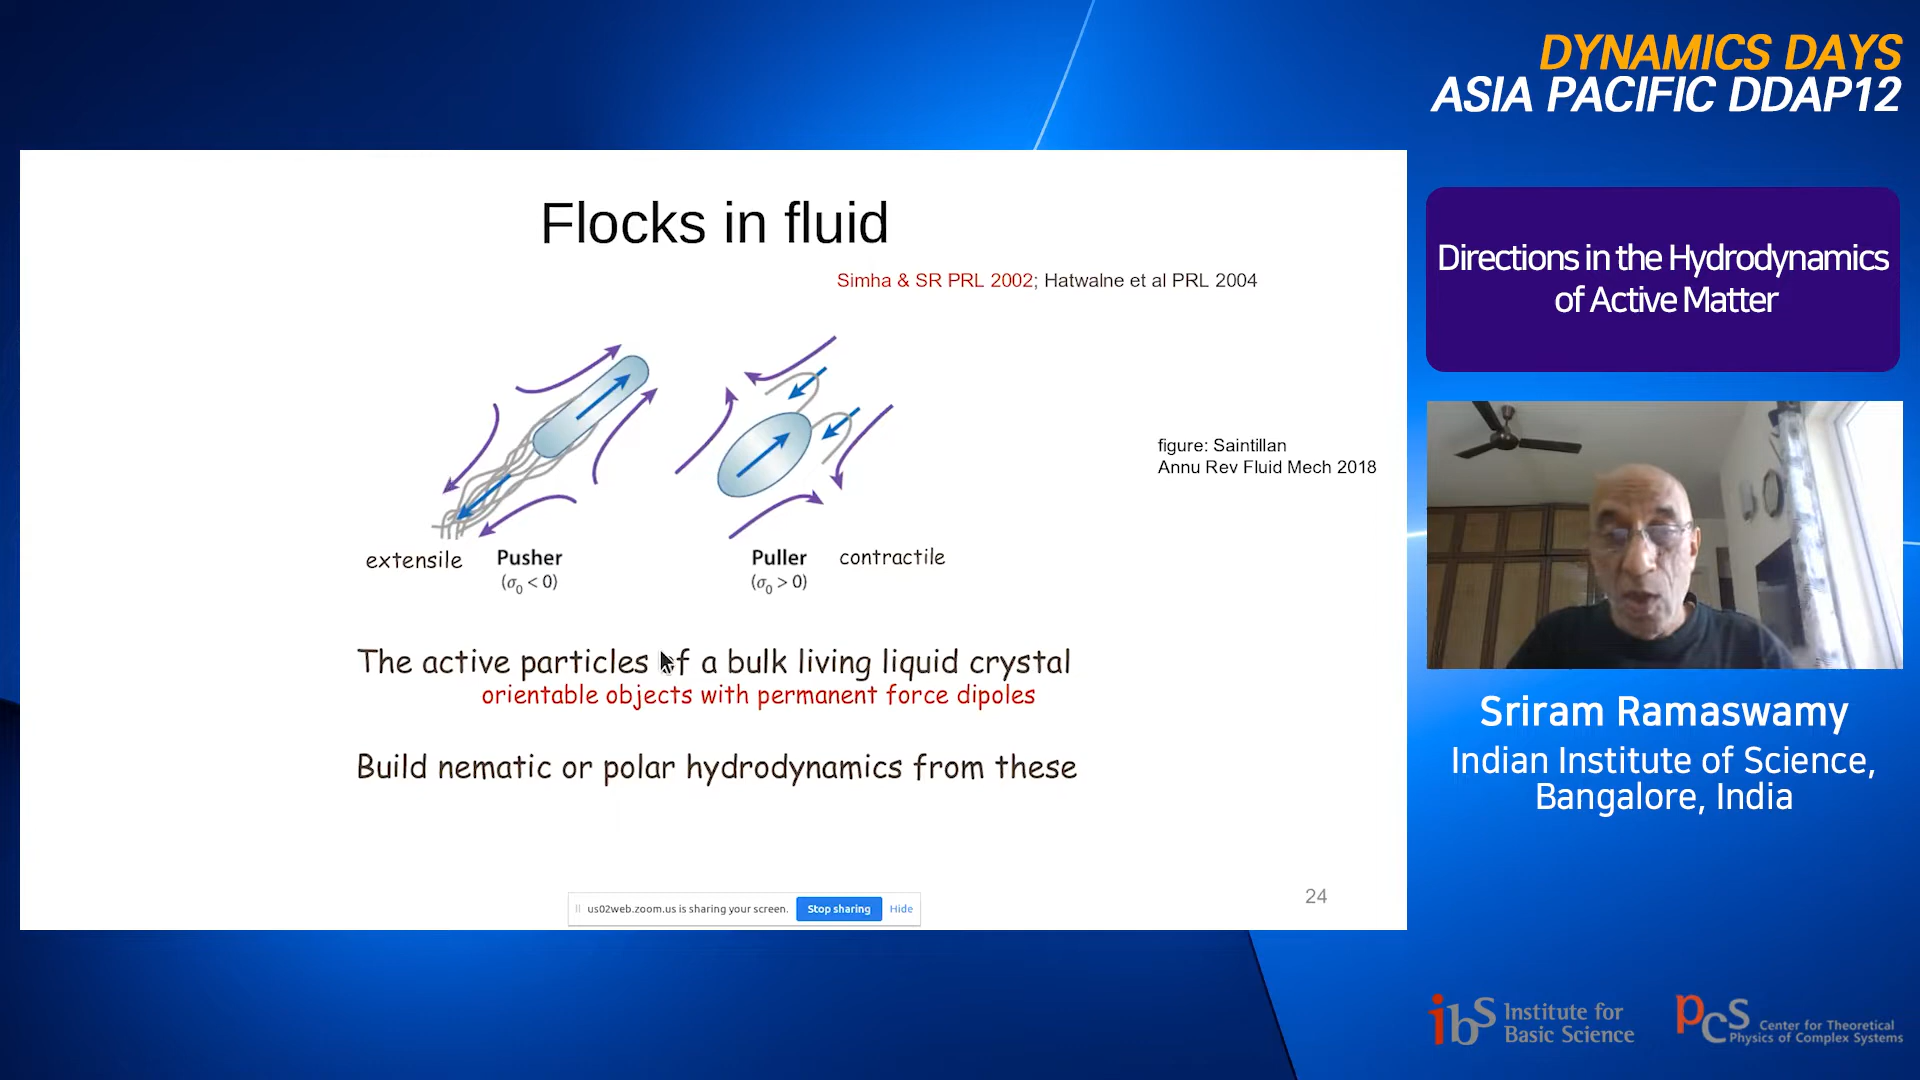 DYNAMICS DAYS
ASIA PACIFIC DDAP12
Flocks in fluid
Simha & SR PRL 2002; Hatwalne et al PRL 2004
figure: Saintillan
Annu Rev Fluid Mech 2018
extensile Pusher
(σ0 < 0)
Puller contractile
(σ0 > 0)
The active particles of a bulk living liquid crystal
orientable objects with permanent force dipoles
Build nematic or polar hydrodynamics from these
24
us02web.zoom.us is sharing your screen. Stop sharing Hide
Directions in the Hydrodynamics
of Active Matter
Sriram Ramaswamy
Indian Institute of Science,
Bangalore, India
ibs Institute for
Basic Science
pcs Center for Theoretical
Physics of Complex Systems